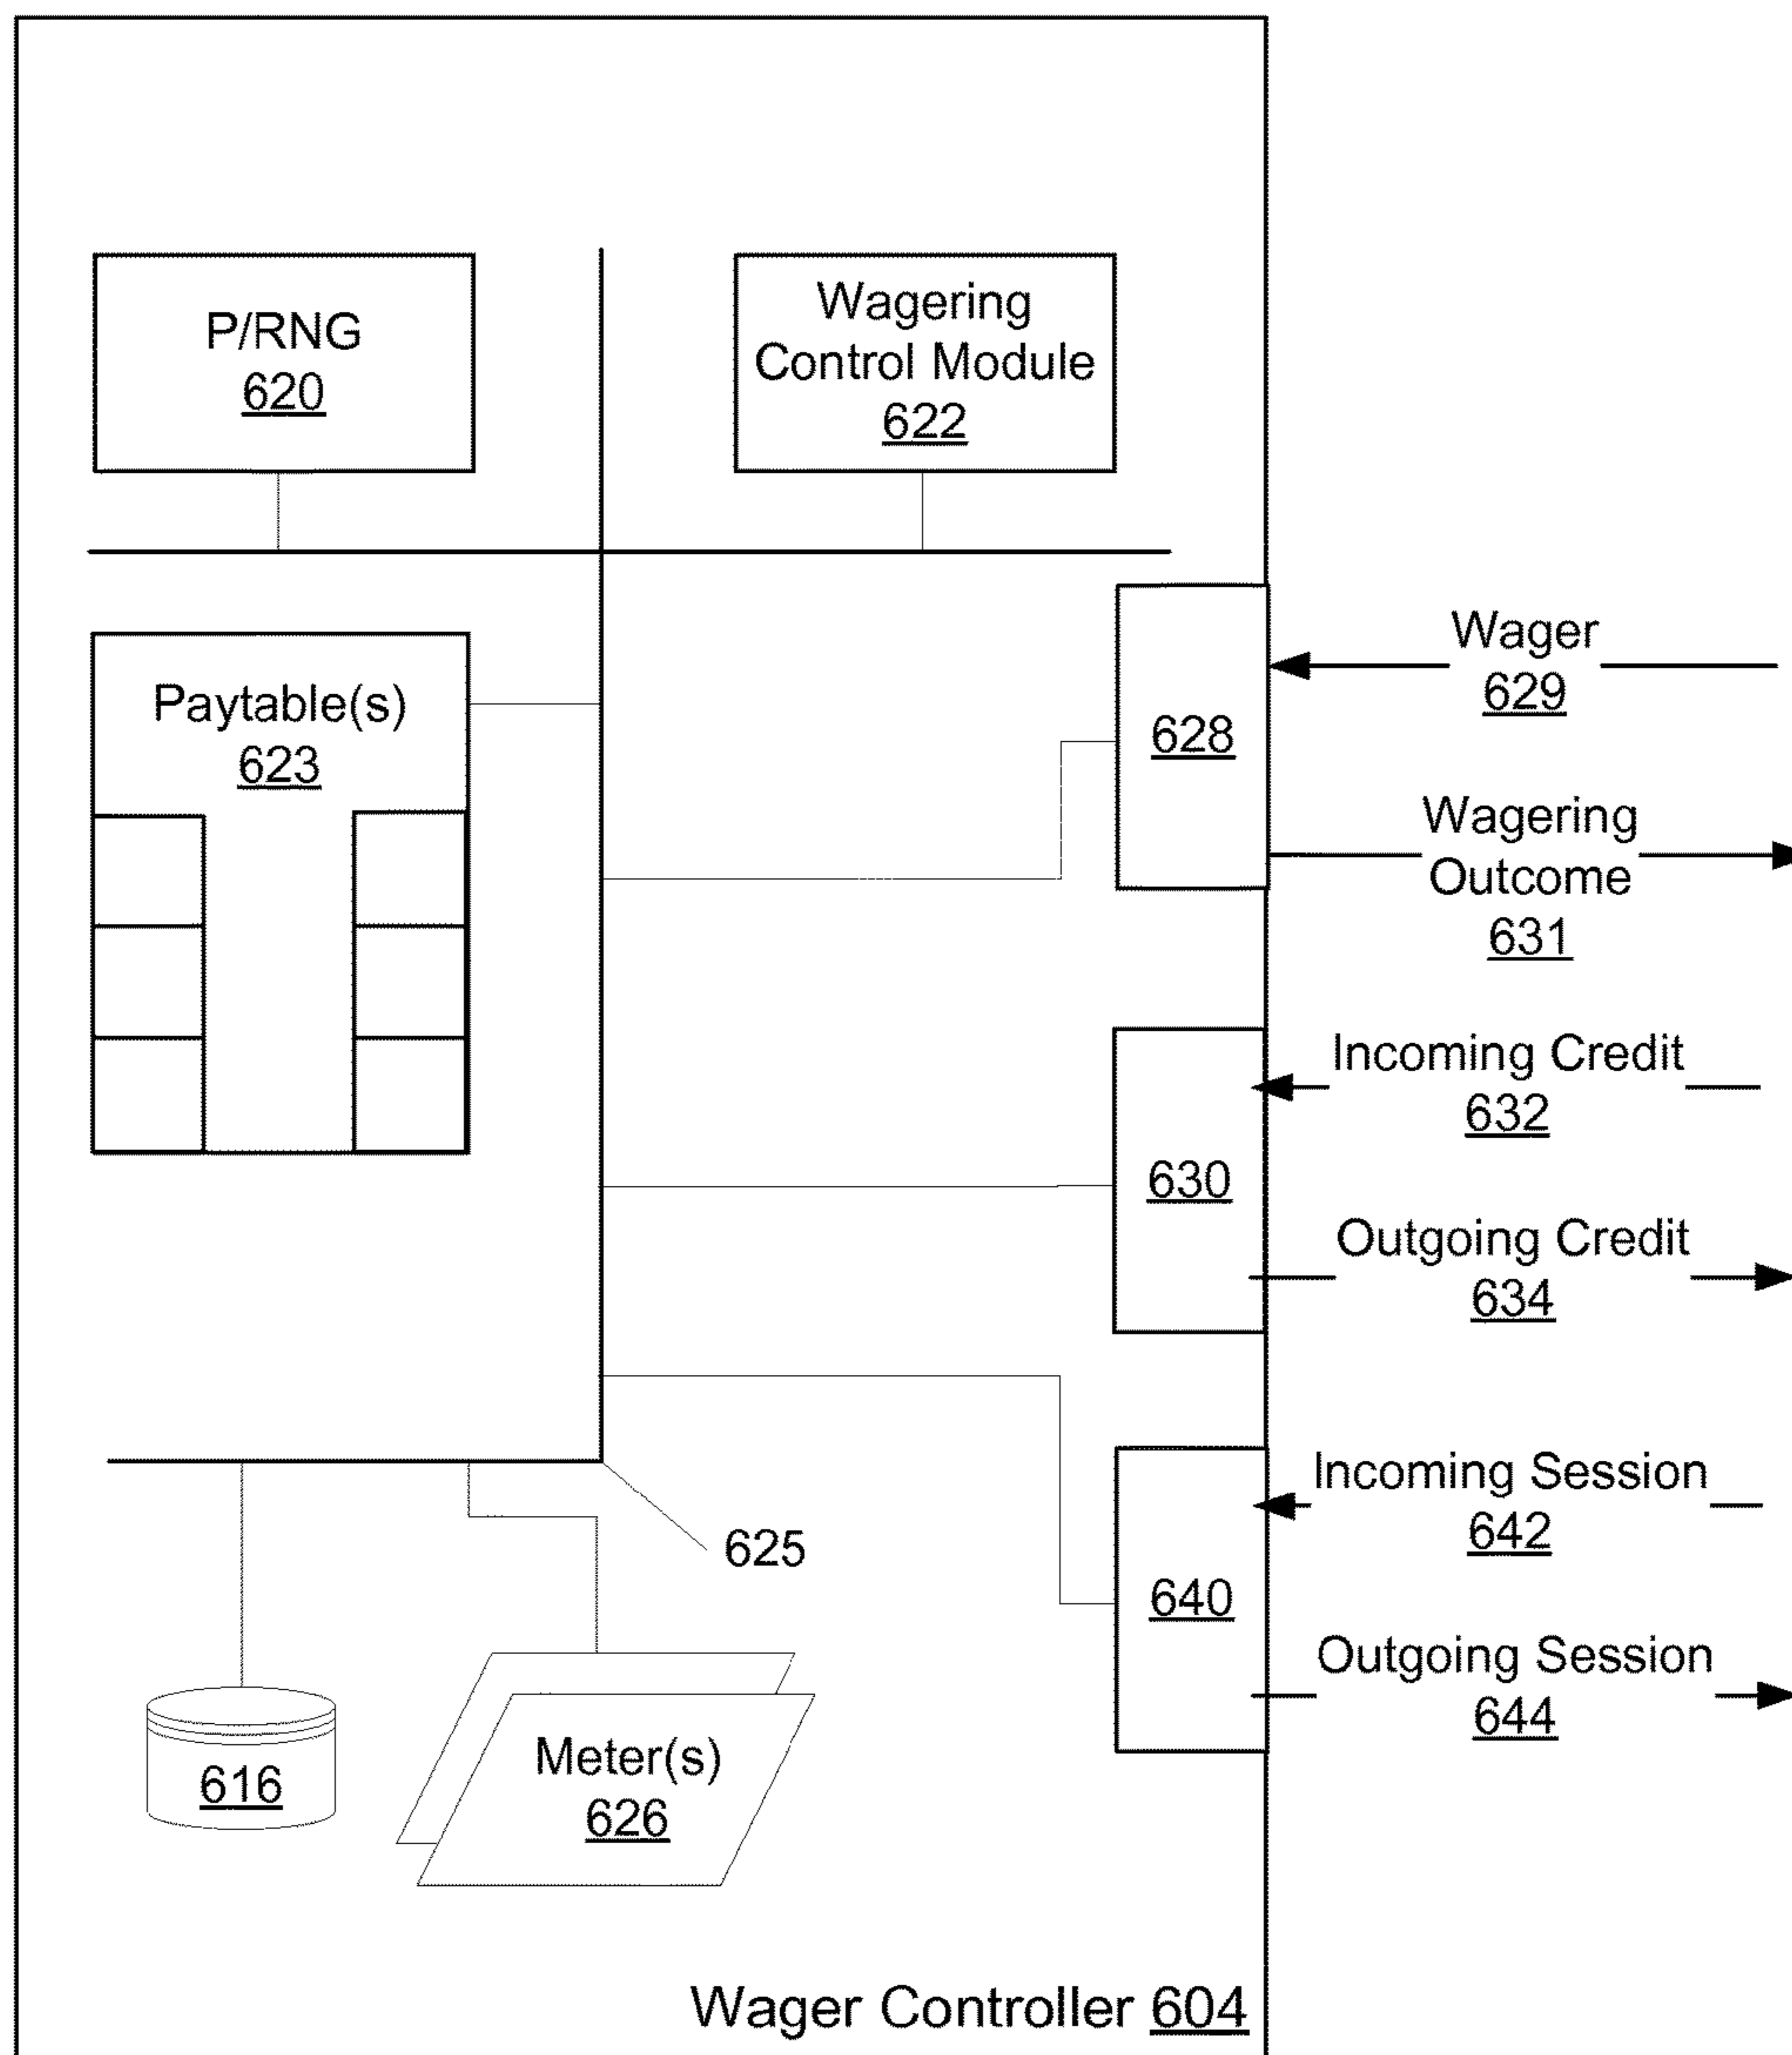 P/RNG
620
Wagering
Control Module
622
Paytable(s)
623
628
Wager
629
Wagering
Outcome
631
630
Incoming Credit
632
Outgoing Credit
634
625
640
Incoming Session
642
Outgoing Session
644
616
Meter(s)
626
Wager Controller 604